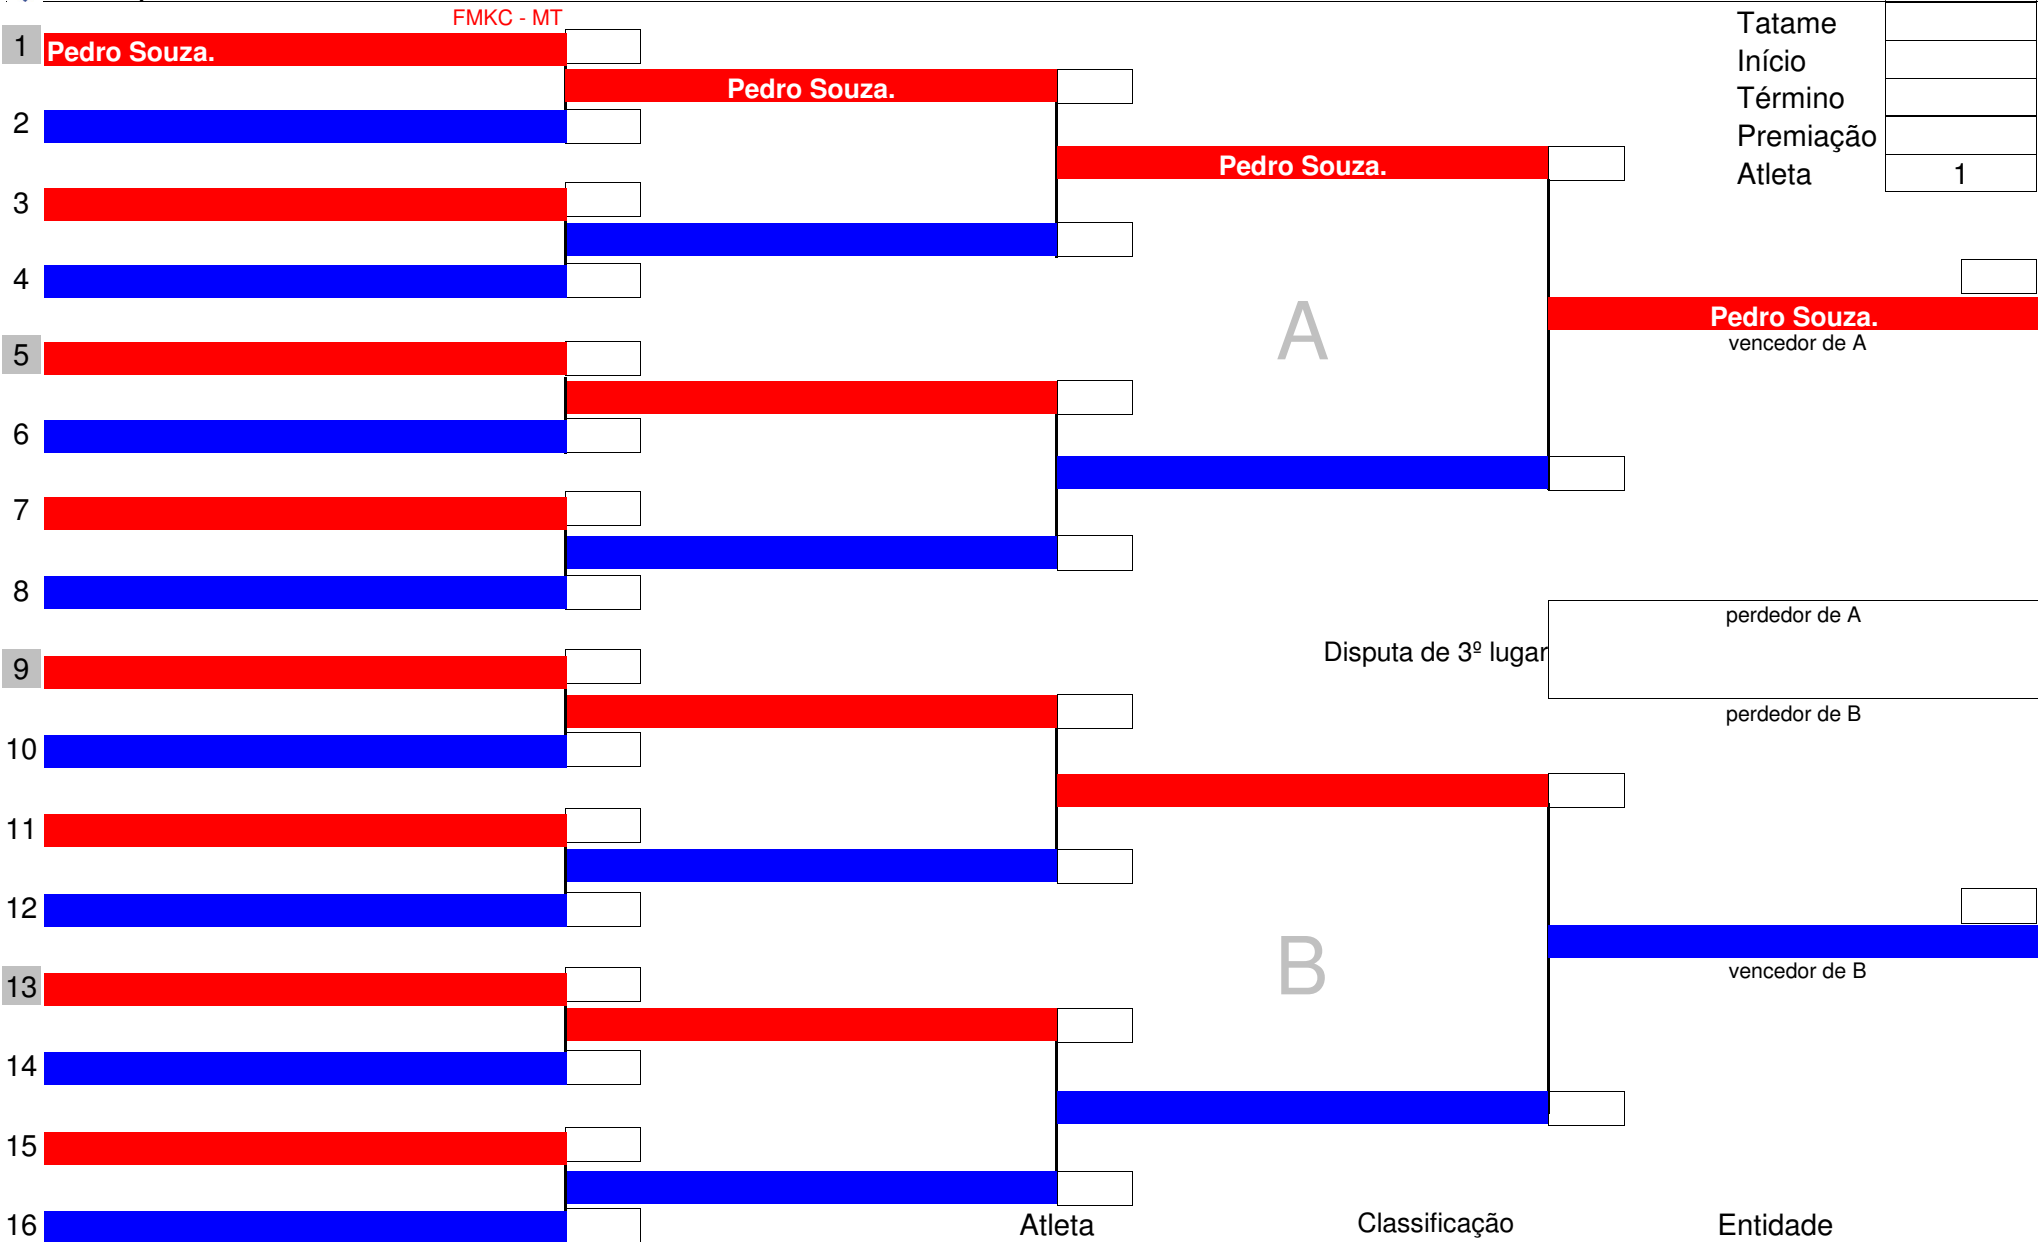 FMKC - MT
Tatame
1
Pedro Souza.
Início
Pedro Souza.
Término
2
Premiação
Pedro Souza.
Atleta
1
3
4
A
Pedro Souza.
vencedor de A
5
6
7
8
perdedor de A
Disputa de 3º lugar
9
perdedor de B
10
11
12
B
vencedor de B
13
14
15
16
Atleta
Classificação
Entidade